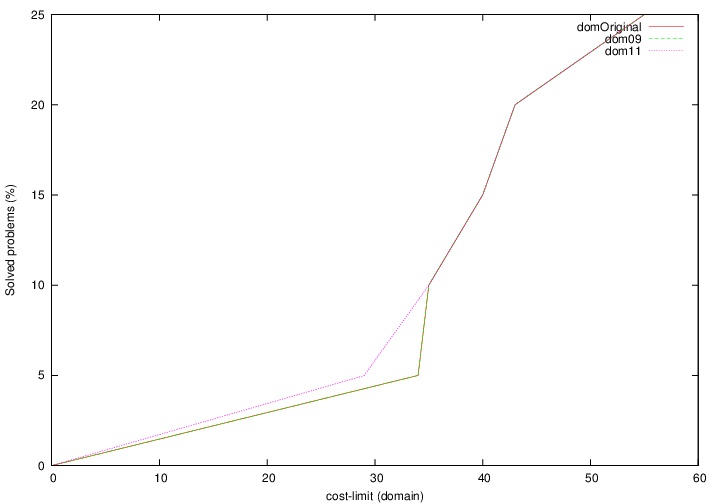 25
20
15
10
5
0
Solved problems (%)
domOriginal
dom09
dom11
0 10 20 30 40 50 60
cost-limit (domain)